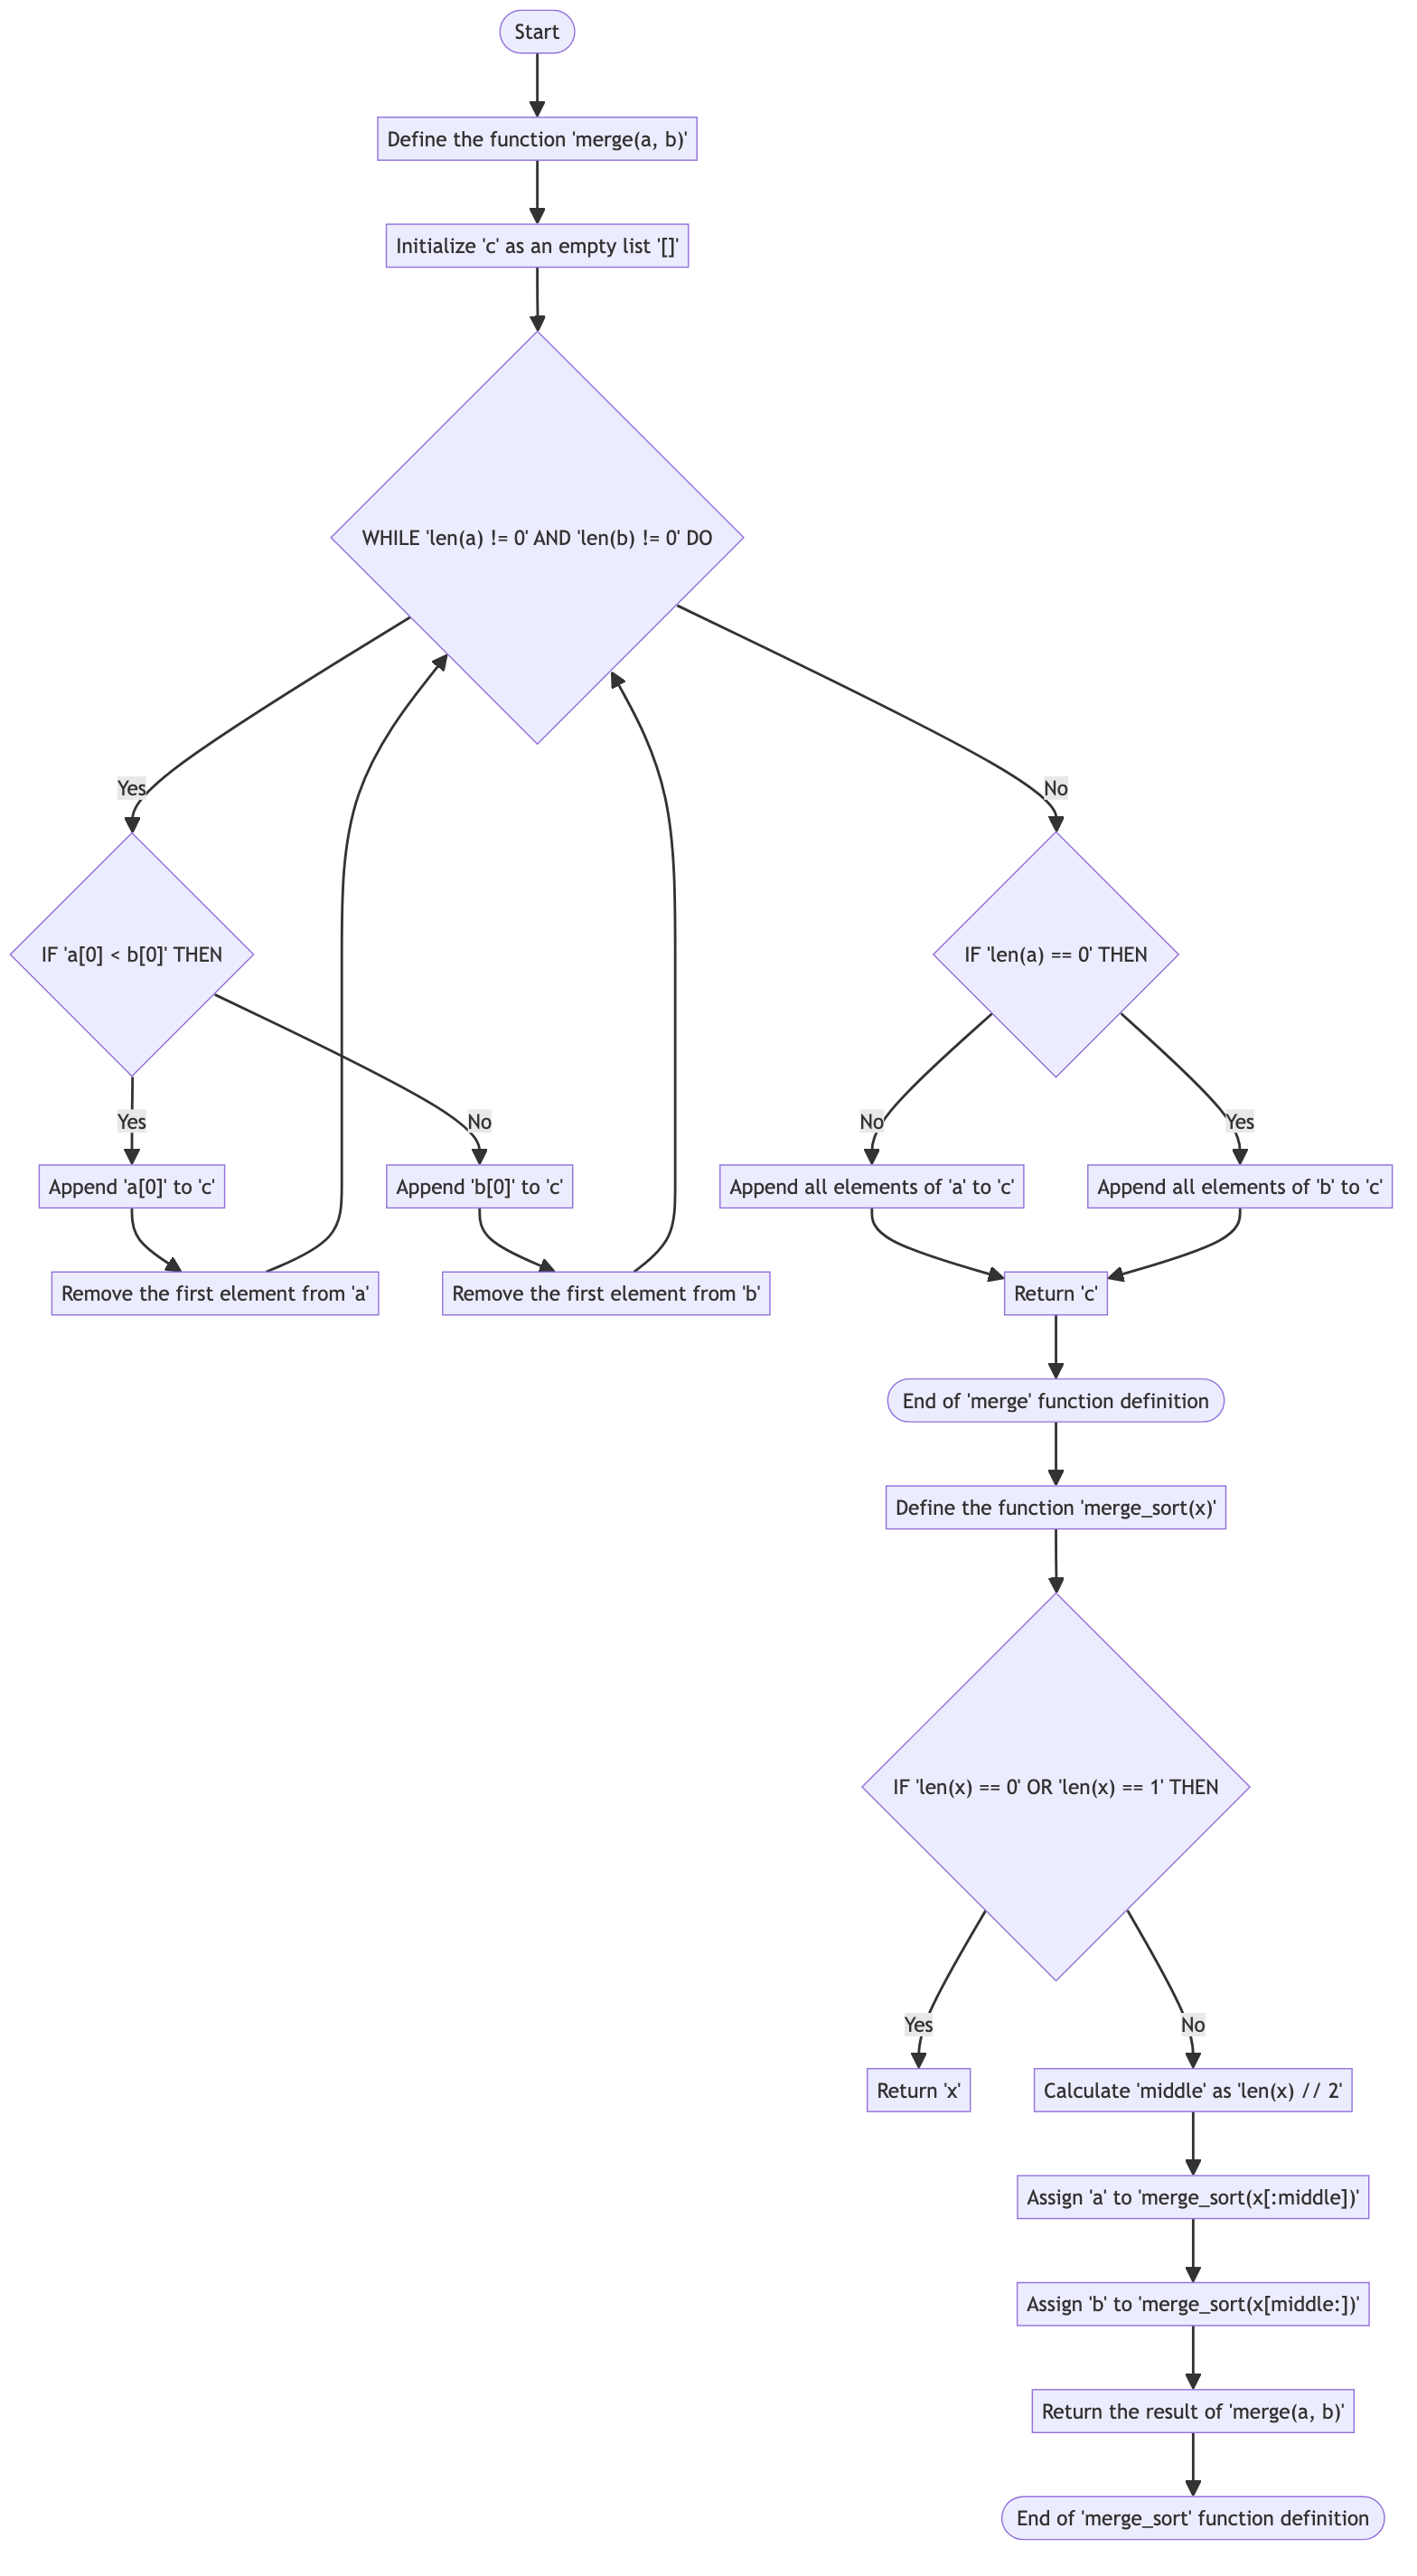 Start
Define the function 'merge(a, b)'
Initialize 'c' as an empty list '[]'
WHILE 'len(a) != 0' AND 'len(b) != 0' DO
Yes
No
IF 'a[0] < b[0]' THEN
IF 'len(a) == 0' THEN
Yes
No
No
Yes
Append 'a[0]' to 'c'
Append 'b[0]' to 'c'
Append all elements of 'a' to 'c'
Append all elements of 'b' to 'c'
Remove the first element from 'a'
Remove the first element from 'b'
Return 'c'
End of 'merge' function definition
Define the function 'merge_sort(x)'
IF 'len(x) == 0' OR 'len(x) == 1' THEN
Yes
No
Return 'x'
Calculate 'middle' as 'len(x) // 2'
Assign 'a' to 'merge_sort(x[:middle])'
Assign 'b' to 'merge_sort(x[middle:])'
Return the result of 'merge(a, b)'
End of 'merge_sort' function definition